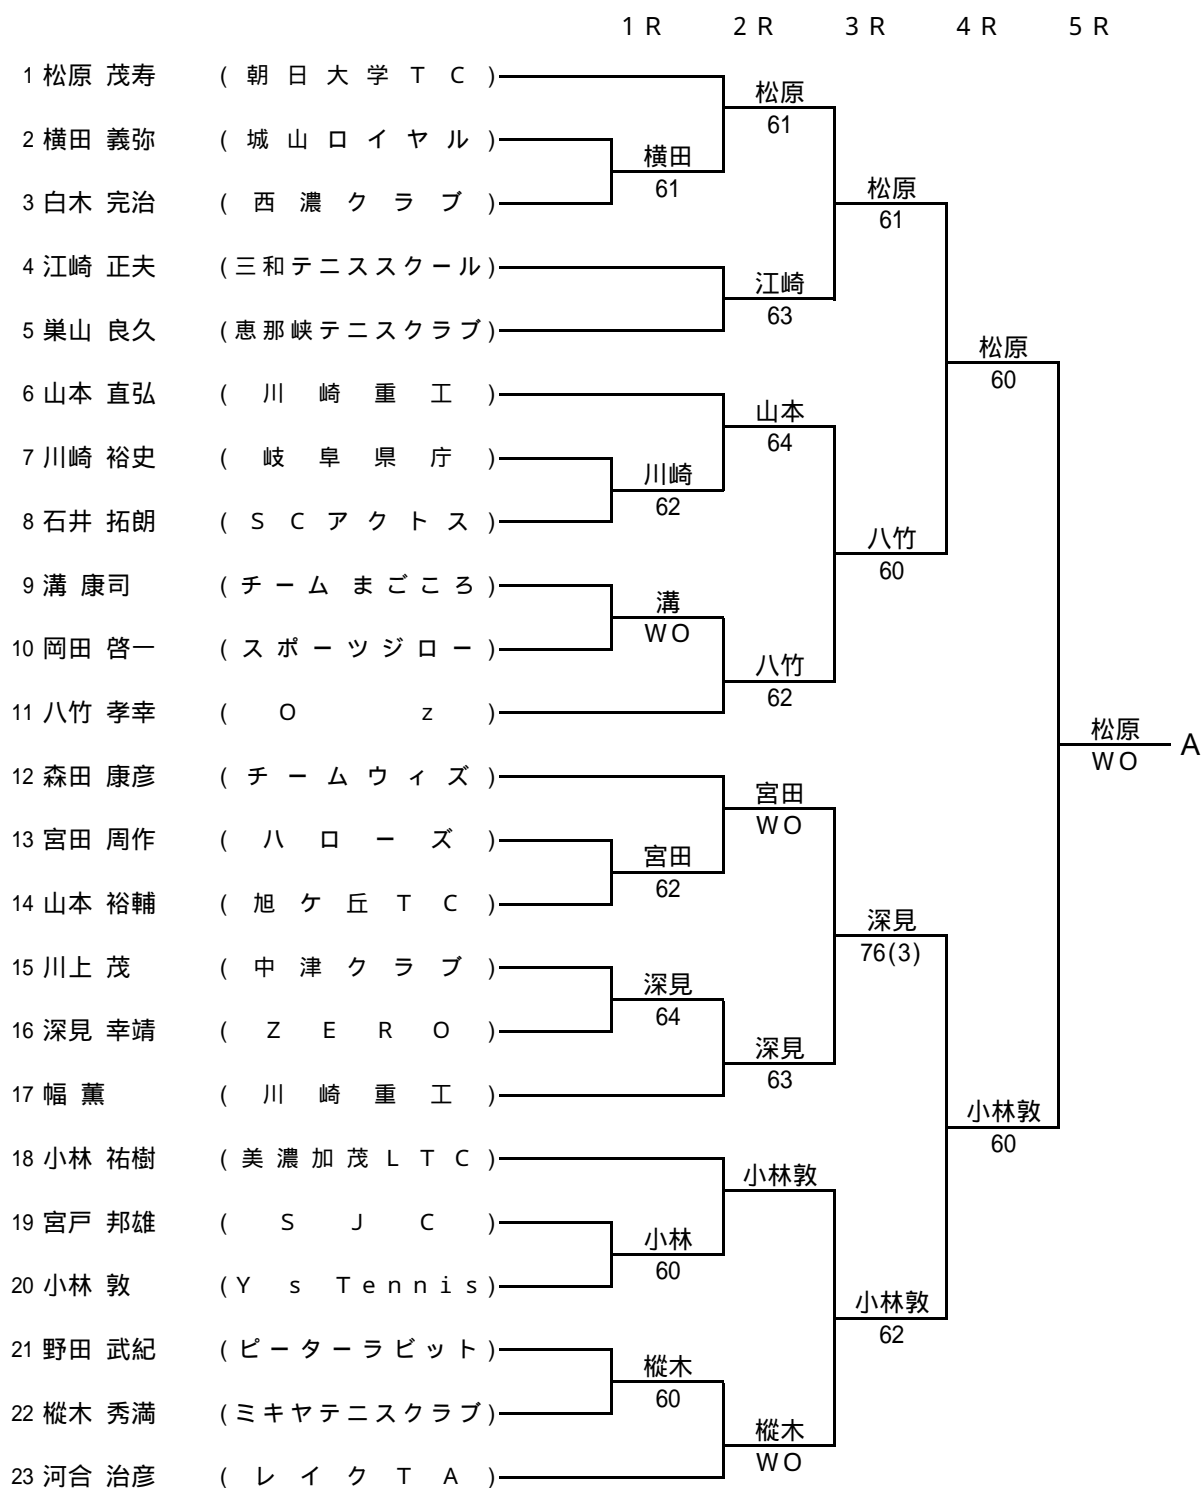 1 R 2 R 3 R 4 R 5 R
1 松原 茂寿 (朝日大学TC)
松原
61
2 横田 義弥 (城山ロイヤル)
横田
61
3 白木 完治 (西濃クラブ)
松原
61
4 江崎 正夫 (三和テニススクール)
江崎
63
5 巣山 良久 (恵那峡テニスクラブ)
松原
60
6 山本 直弘 (川崎重工)
山本
64
7 川崎 裕史 (岐阜県庁)
川崎
62
8 石井 拓朗 (SCアクトス)
八竹
60
9 溝 康司 (チーム まごころ)
溝
WO
10 岡田 啓一 (スポーツジロー)
八竹
62
11 八竹 孝幸 (Oz)
松原
WO
A
12 森田 康彦 (チームウィズ)
宮田
WO
13 宮田 周作 (ハローズ)
宮田
62
14 山本 裕輔 (旭ケ丘TC)
深見
76(3)
15 川上 茂 (中津クラブ)
深見
64
16 深見 幸靖 (ZERO)
深見
63
17 幅 薫 (川崎重工)
小林敦
60
18 小林 祐樹 (美濃加茂LTC)
小林敦
19 宮戸 邦雄 (SJC)
小林
60
20 小林 敦 (Ys Tennis)
小林敦
62
21 野田 武紀 (ピーターラビット)
樅木
60
22 樅木 秀満 (ミキヤテニスクラブ)
樅木
WO
23 河合 治彦 (レイクTA)